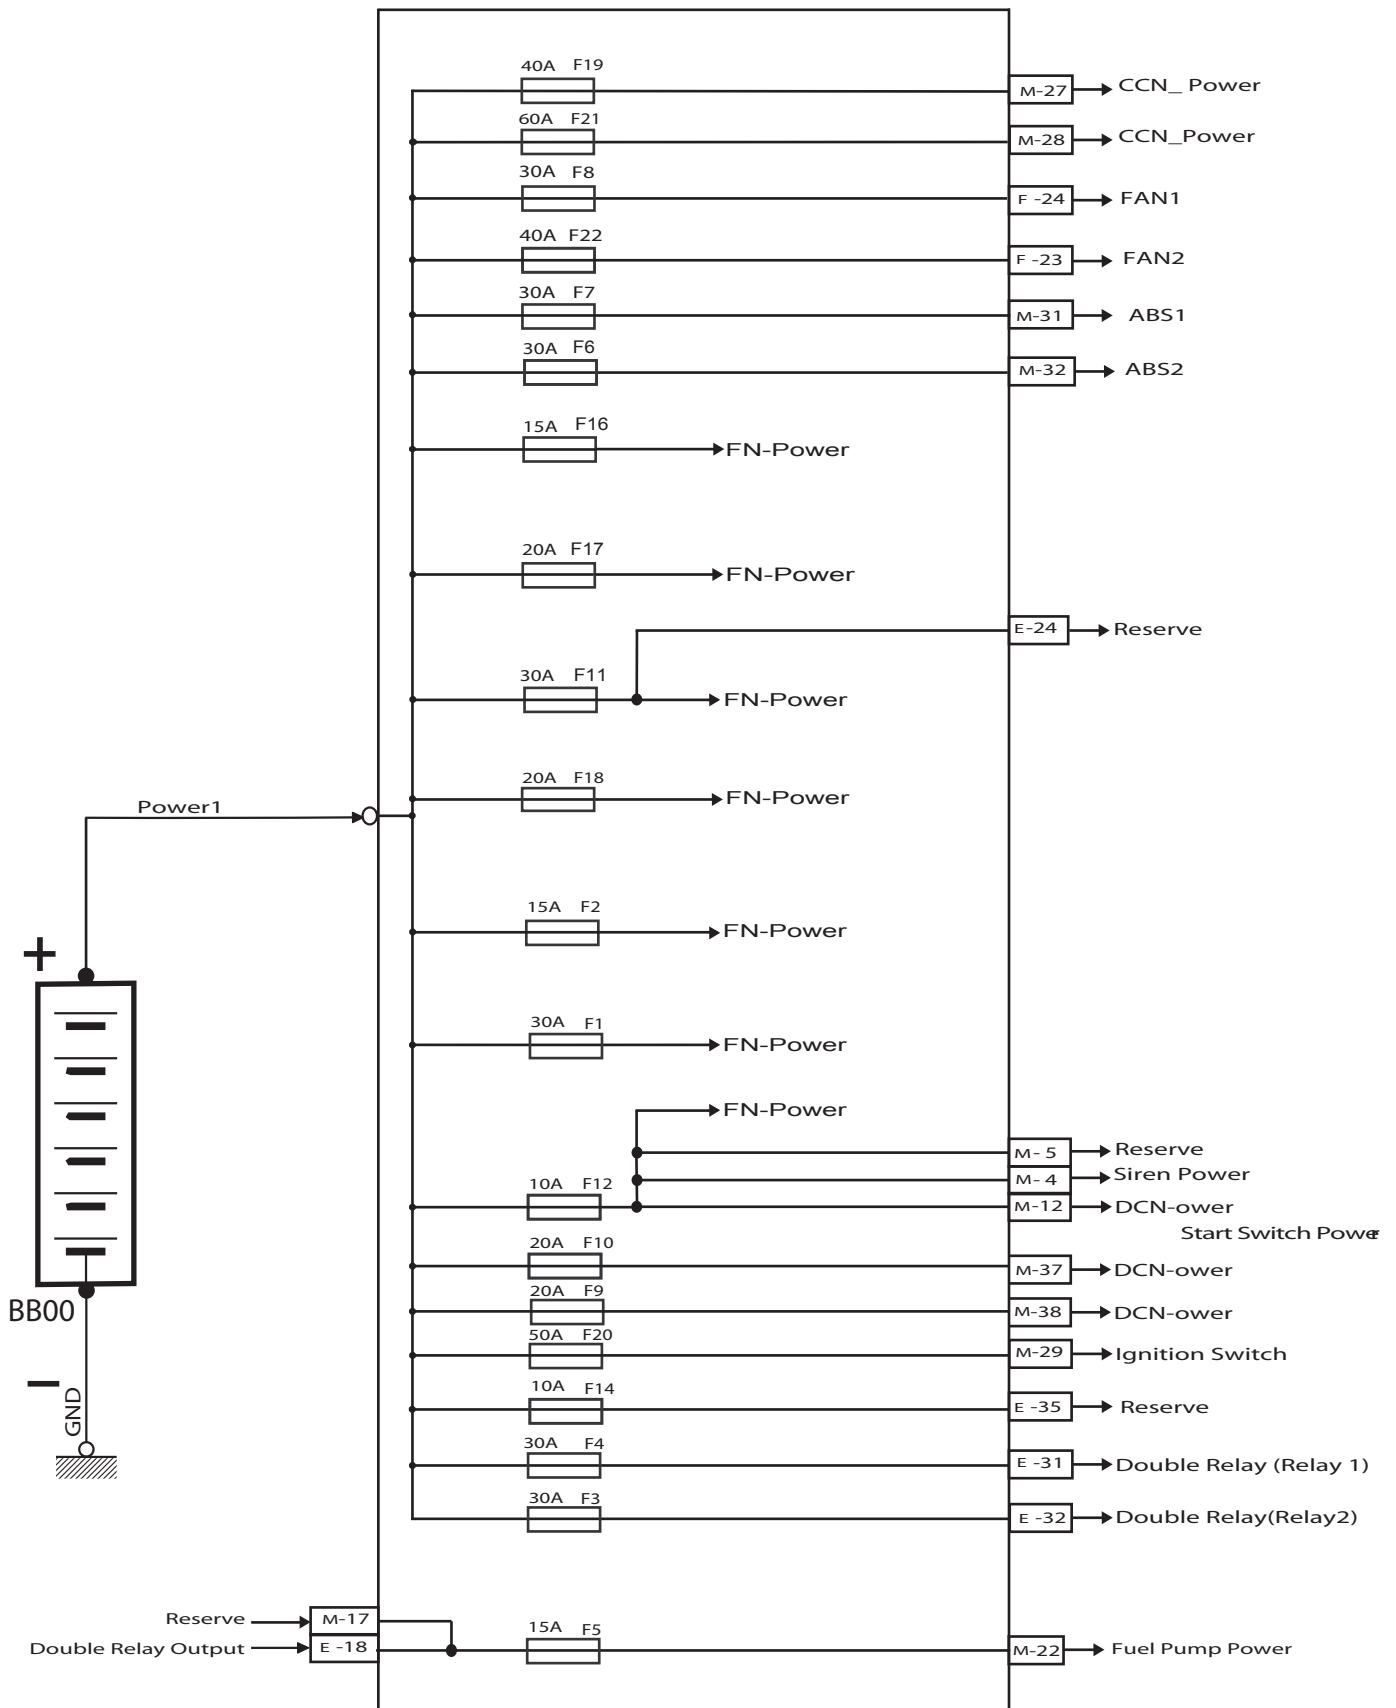 40A F19
M-27 CCN_ Power
60A F21
M-28 CCN_Power
30A F8
F -24 FAN1
40A F22
F -23 FAN2
30A F7
M-31 ABS1
30A F6
M-32 ABS2
15A F16
FN-Power
20A F17
FN-Power
E-24 Reserve
30A F11
FN-Power
20A F18
FN-Power
Power1
15A F2
FN-Power
+
30A F1
FN-Power
FN-Power
M- 5 Reserve
M- 4 Siren Power
10A F12
M-12 DCN-ower
Start Switch Power
20A F10
M-37 DCN-ower
20A F9
M-38 DCN-ower
BB00
50A F20
M-29 Ignition Switch
10A F14
E -35 Reserve
GND
30A F4
E -31 Double Relay (Relay 1)
30A F3
E -32 Double Relay(Relay2)
Reserve M-17
15A F5
Double Relay Output E -18
M-22 Fuel Pump Power